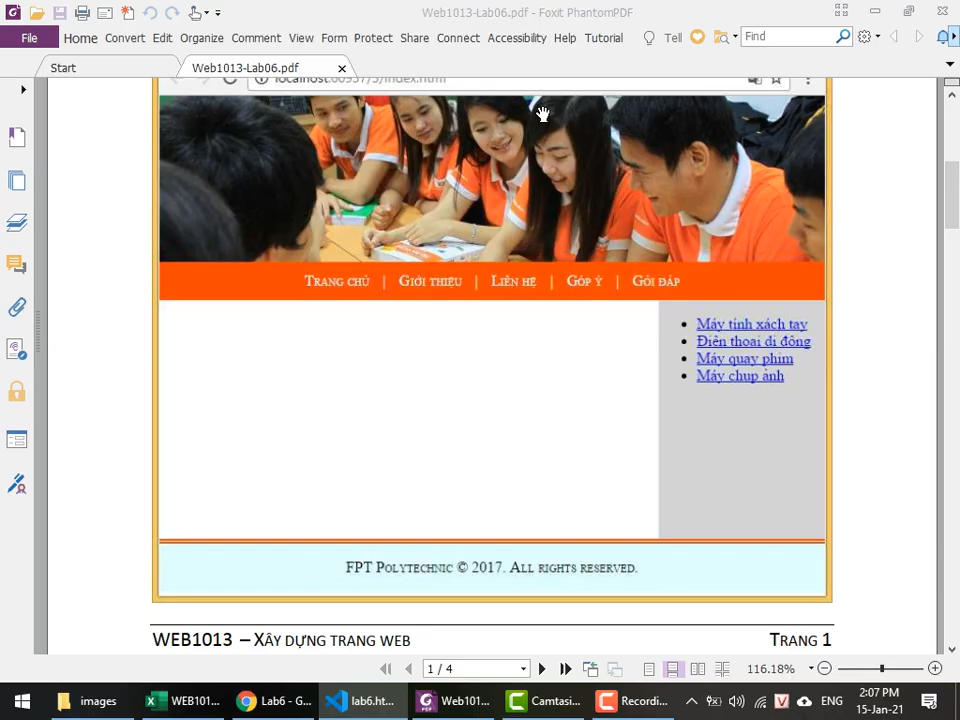 Web1013-Lab06.pdf - Foxit PhantomPDF
File Home Convert Edit Organize Comment View Form Protect Share Connect Accessibility Help Tutorial Tell Find
Start Web1013-Lab06.pdf
TRANG CHỦ | GIỚI THIỆU | LIÊN HỆ | GÓP Ý | GỎI ĐÁP
Máy tính xách tay
Điện thoại di động
Máy quay phim
Máy chụp ảnh
FPT POLYTECHNIC © 2017. ALL RIGHTS RESERVED.
WEB1013 – XÂY DỰNG TRANG WEB TRANG 1
1 / 4 116.18%
images WEB101... Lab6 - G... lab6.ht... Web101... Camtasi... Recordi... ENG 2:07 PM
15-Jan-21